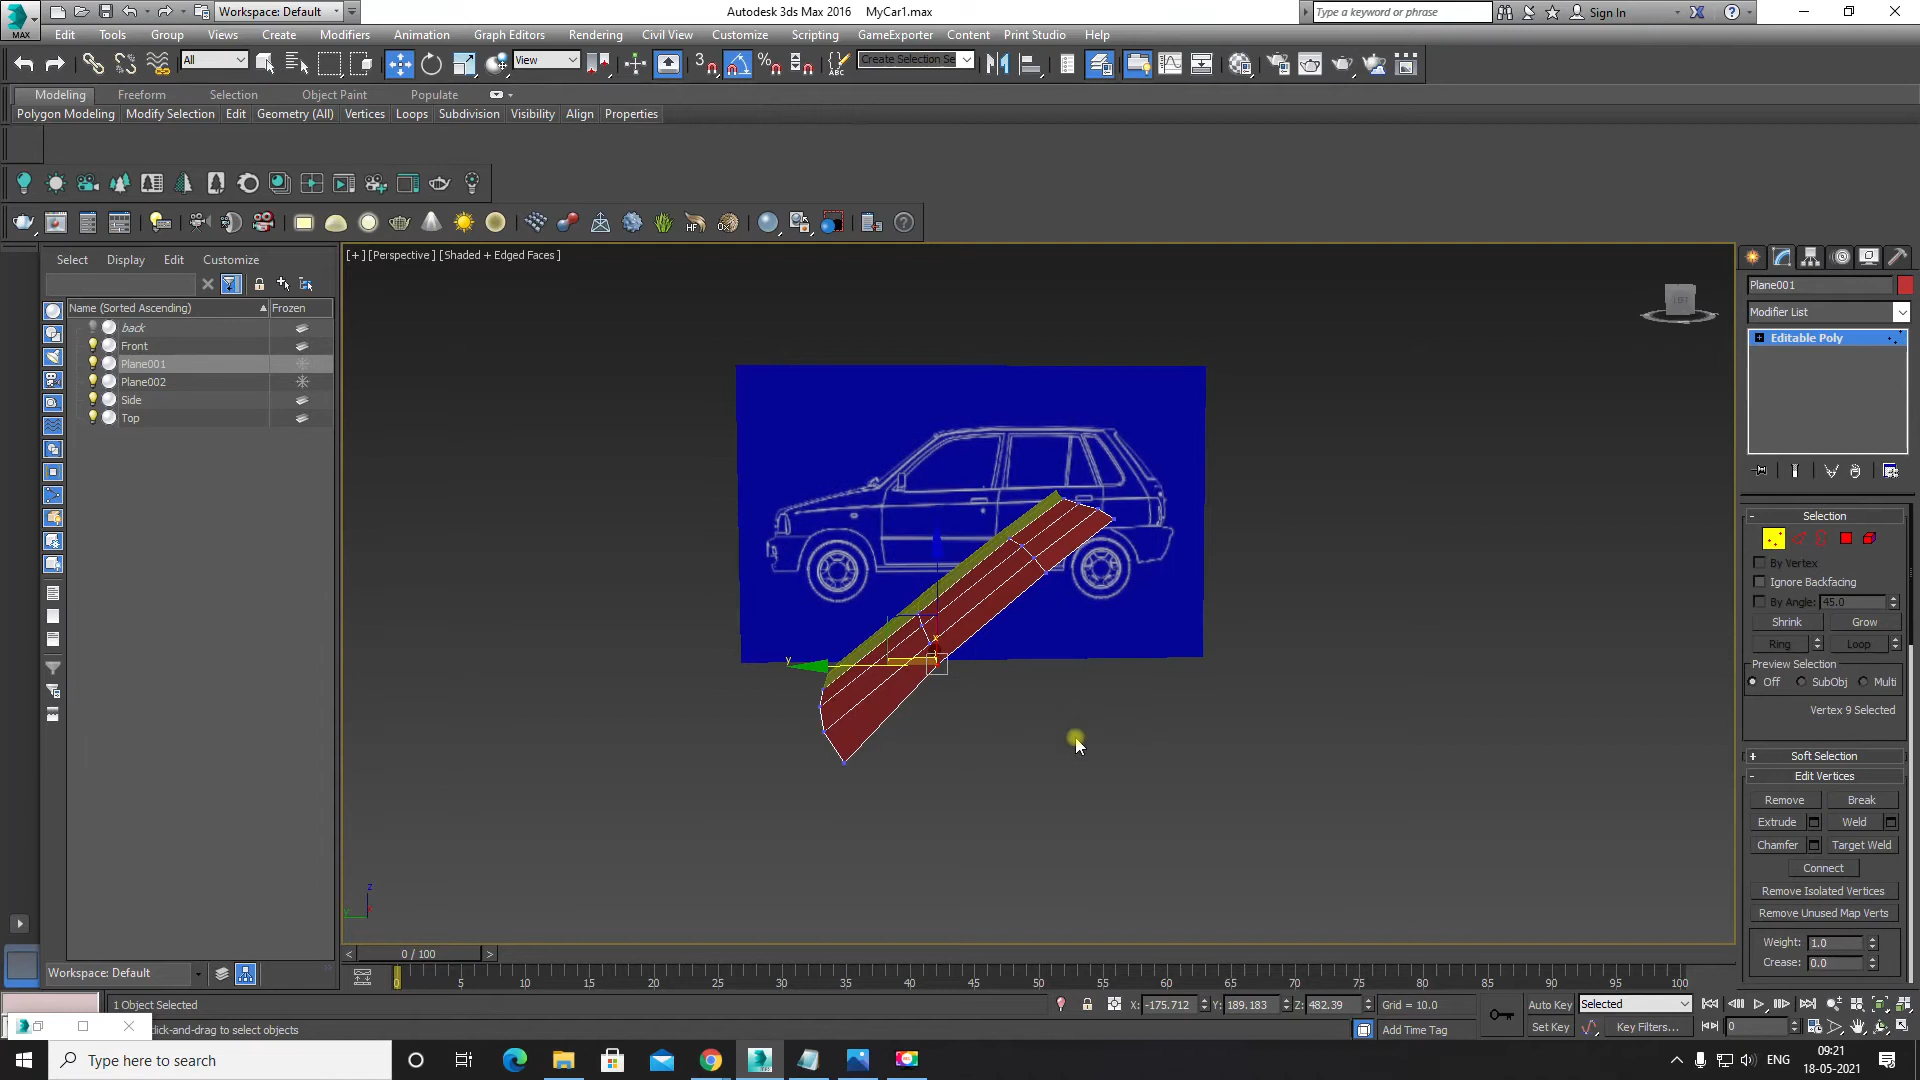 MAX
Workspace: Default
Autodesk 3ds Max 2016    MyCar1.max
Type a keyword or phrase
Sign In
Edit Tools Group Views Create Modifiers Animation Graph Editors Rendering Civil View Customize Scripting GameExporter Content Print Studio Help
All
View
3
ABC
Create Selection Se
Modeling Freeform Selection Object Paint Populate
Polygon Modeling Modify Selection Edit Geometry (All) Vertices Loops Subdivision Visibility Align Properties
HF
Select Display Edit Customize
Name (Sorted Ascending) Frozen
back
Front
Plane001
Plane002
Side
Top
[+] [Perspective ] [Shaded + Edged Faces ]
LEFT
y
x
z
y
Plane001
Modifier List
Editable Poly
Selection
By Vertex
Ignore Backfacing
By Angle: 45.0
Shrink Grow
Ring Loop
Preview Selection
Off SubObj Multi
Vertex 9 Selected
Soft Selection
Edit Vertices
Remove Break
Extrude Weld
Chamfer Target Weld
Connect
Remove Isolated Vertices
Remove Unused Map Verts
Weight: 1.0
Crease: 0.0
0 / 100
Workspace: Default
0 5 10 15 20 25 30 35 40 45 50 55 60 65 70 75 80 85 90 95 100
1 Object Selected
X: -175.712 Y: 189.183 Z: 482.39 Grid = 10.0
Auto Key Selected
click-and-drag to select objects
Add Time Tag
Set Key Key Filters...
0
Type here to search
ENG
09:21
18-05-2021